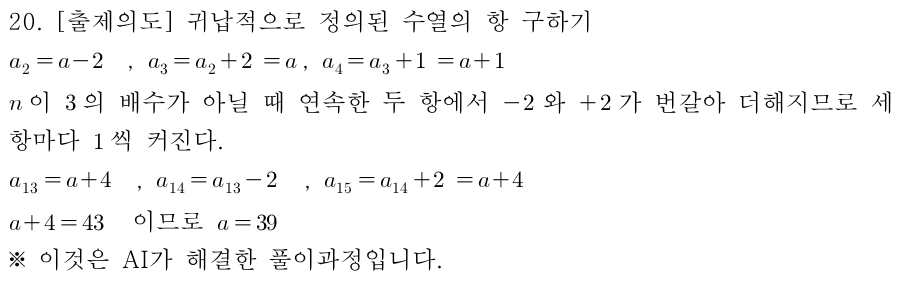 20. [출제의도] 귀납적으로 정의된 수열의 항 구하기
a₂ = a−2 , a₃ = a₂+2 = a , a₄ = a₃+1 = a+1
n이 3의 배수가 아닐 때 연속한 두 항에서 −2와 +2가 번갈아 더해지므로 세
항마다 1씩 커진다.
a₁₃ = a+4 , a₁₄ = a₁₃−2 , a₁₅ = a₁₄+2 = a+4
a+4 = 43 이므로 a = 39
※ 이것은 AI가 해결한 풀이과정입니다.